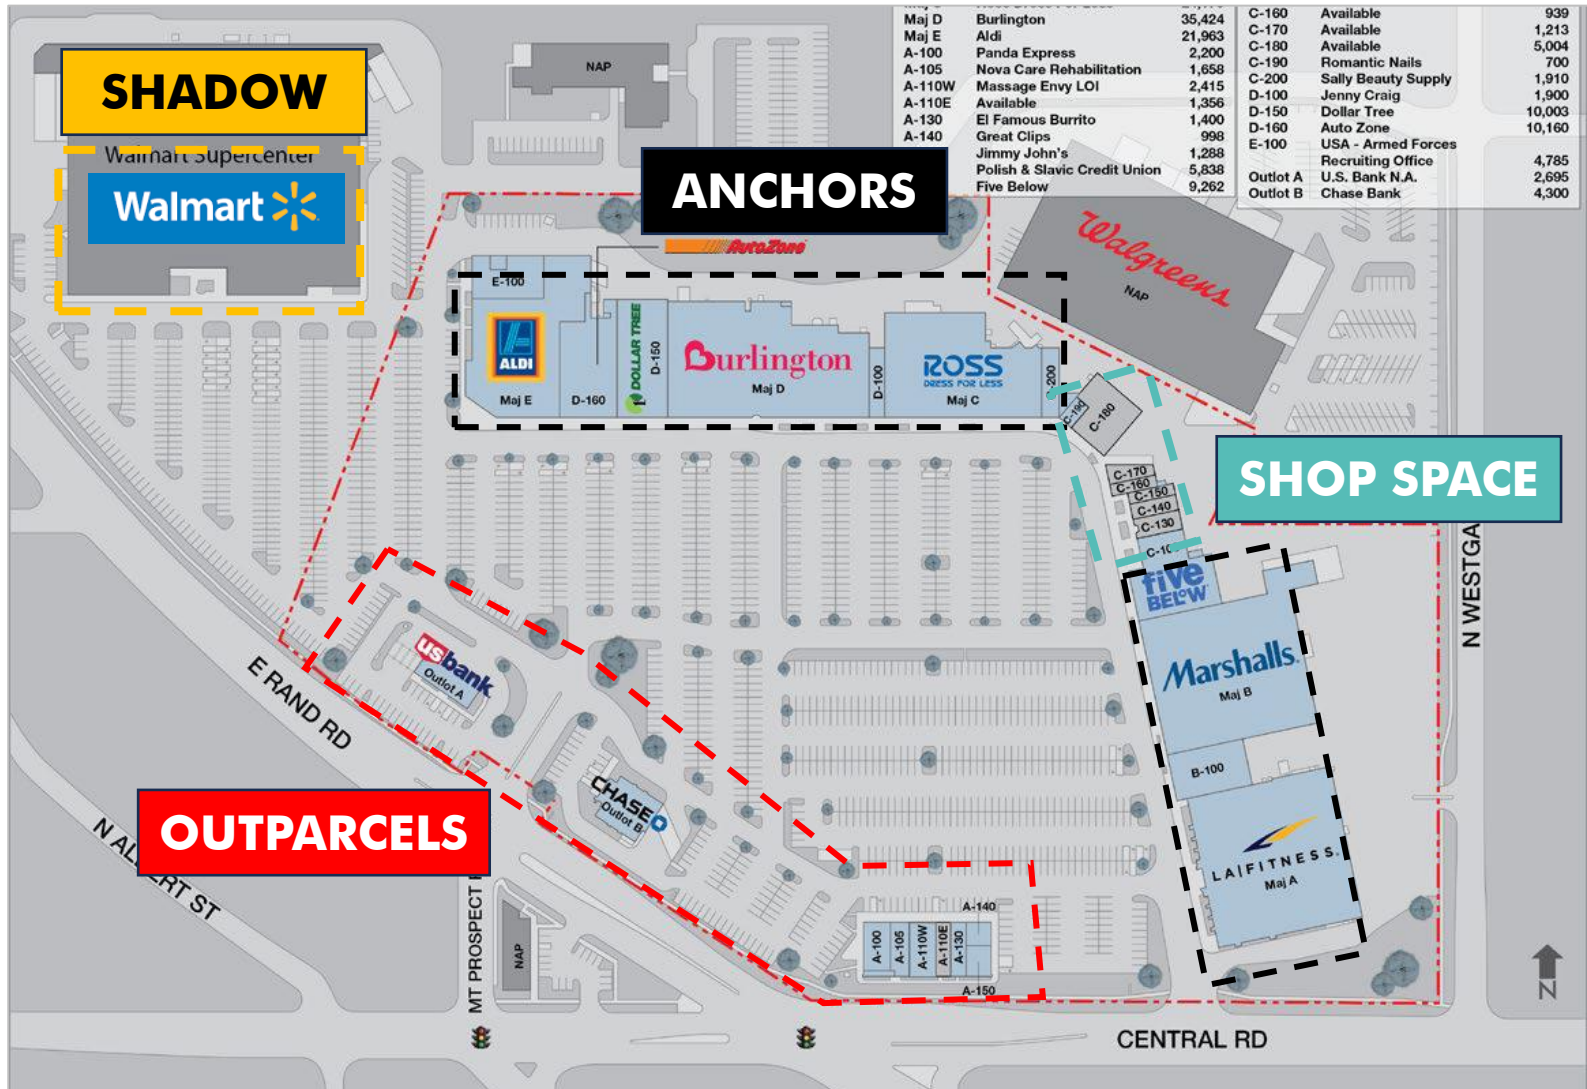 Maj D Burlington 35,424
Maj E Aldi 21,963
A-100 Panda Express 2,200
A-105 Nova Care Rehabilitation 1,658
A-110W Massage Envy LOI 2,415
A-110E Available 1,356
A-130 El Famous Burrito 1,400
A-140 Great Clips 998
Jimmy John's 1,288
Polish & Slavic Credit Union 5,838
Five Below 9,262
C-160 Available 939
C-170 Available 1,213
C-180 Available 5,004
C-190 Romantic Nails 700
C-200 Sally Beauty Supply 1,910
D-100 Jenny Craig 1,900
D-150 Dollar Tree 10,003
D-160 Auto Zone 10,160
E-100 USA - Armed Forces
Recruiting Office 4,785
Outlot A U.S. Bank N.A. 2,695
Outlot B Chase Bank 4,300
NAP
SHADOW
Walmart Supercenter
Walmart
ANCHORS
AutoZone
Walgreens
NAP
E-100
ALDI
Maj E
D-160
DOLLAR TREE
D-150
Burlington
Maj D
D-100
ROSS
DRESS FOR LESS
Maj C
-200
C-190
C-180
SHOP SPACE
C-170
C-160
C-150
C-140
C-130
C-10
five
BELOW
Marshalls.
Maj B
B-100
LA|FITNESS.
Maj A
N WESTGA
usbank
Outlot A
CHASE
Outlot B
E RAND RD
OUTPARCELS
N AL
ERT ST
MT PROSPECT
NAP
A-140
A-100
A-105
A-110W
A-110E
A-130
A-150
CENTRAL RD
N